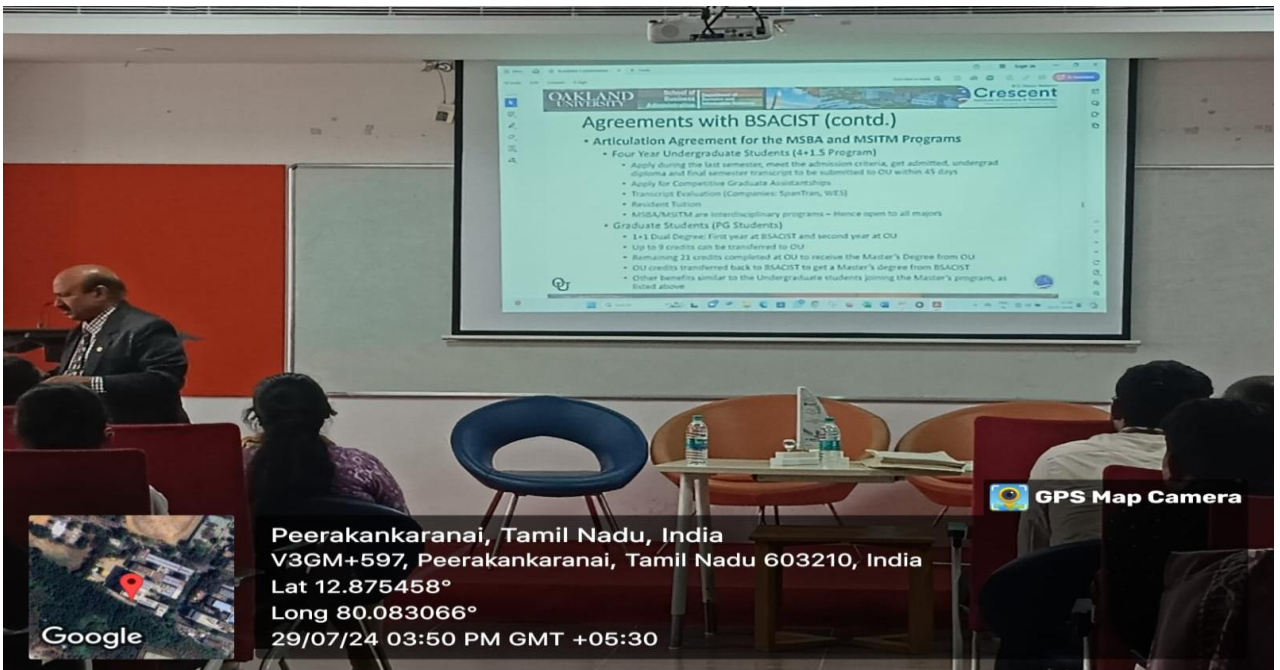 Sign in
OAKLAND
UNIVERSITY
School of
Business
Administration
Crescent
Agreements with BSACIST (contd.)
• Articulation Agreement for the MSBA and MSITM Programs
• Four Year Undergraduate Students (4+1.5 Program)
• Apply during the last semester, meet the admission criteria, get admitted, undergrad
diploma and final semester transcript to be submitted to OU within 45 days
• Apply for Competitive Graduate Assistantships
• Transcript Evaluation (Companies: SpanTran, WES)
• Resident Tuition
• MSBA/MSITM are interdisciplinary programs – Hence open to all majors
• Graduate Students (PG Students)
• 1+1 Dual Degree: First year at BSACIST and second year at OU
• Up to 9 credits can be transferred to OU
• Remaining 21 credits completed at OU to receive the Master's Degree from OU
• OU credits transferred back to BSACIST to get a Master's degree from BSACIST
• Other benefits similar to the Undergraduate students joining the Master's program, as
listed above
GPS Map Camera
Peerakankaranai, Tamil Nadu, India
V3GM+597, Peerakankaranai, Tamil Nadu 603210, India
Lat 12.875458°
Long 80.083066°
29/07/24 03:50 PM GMT +05:30
Google